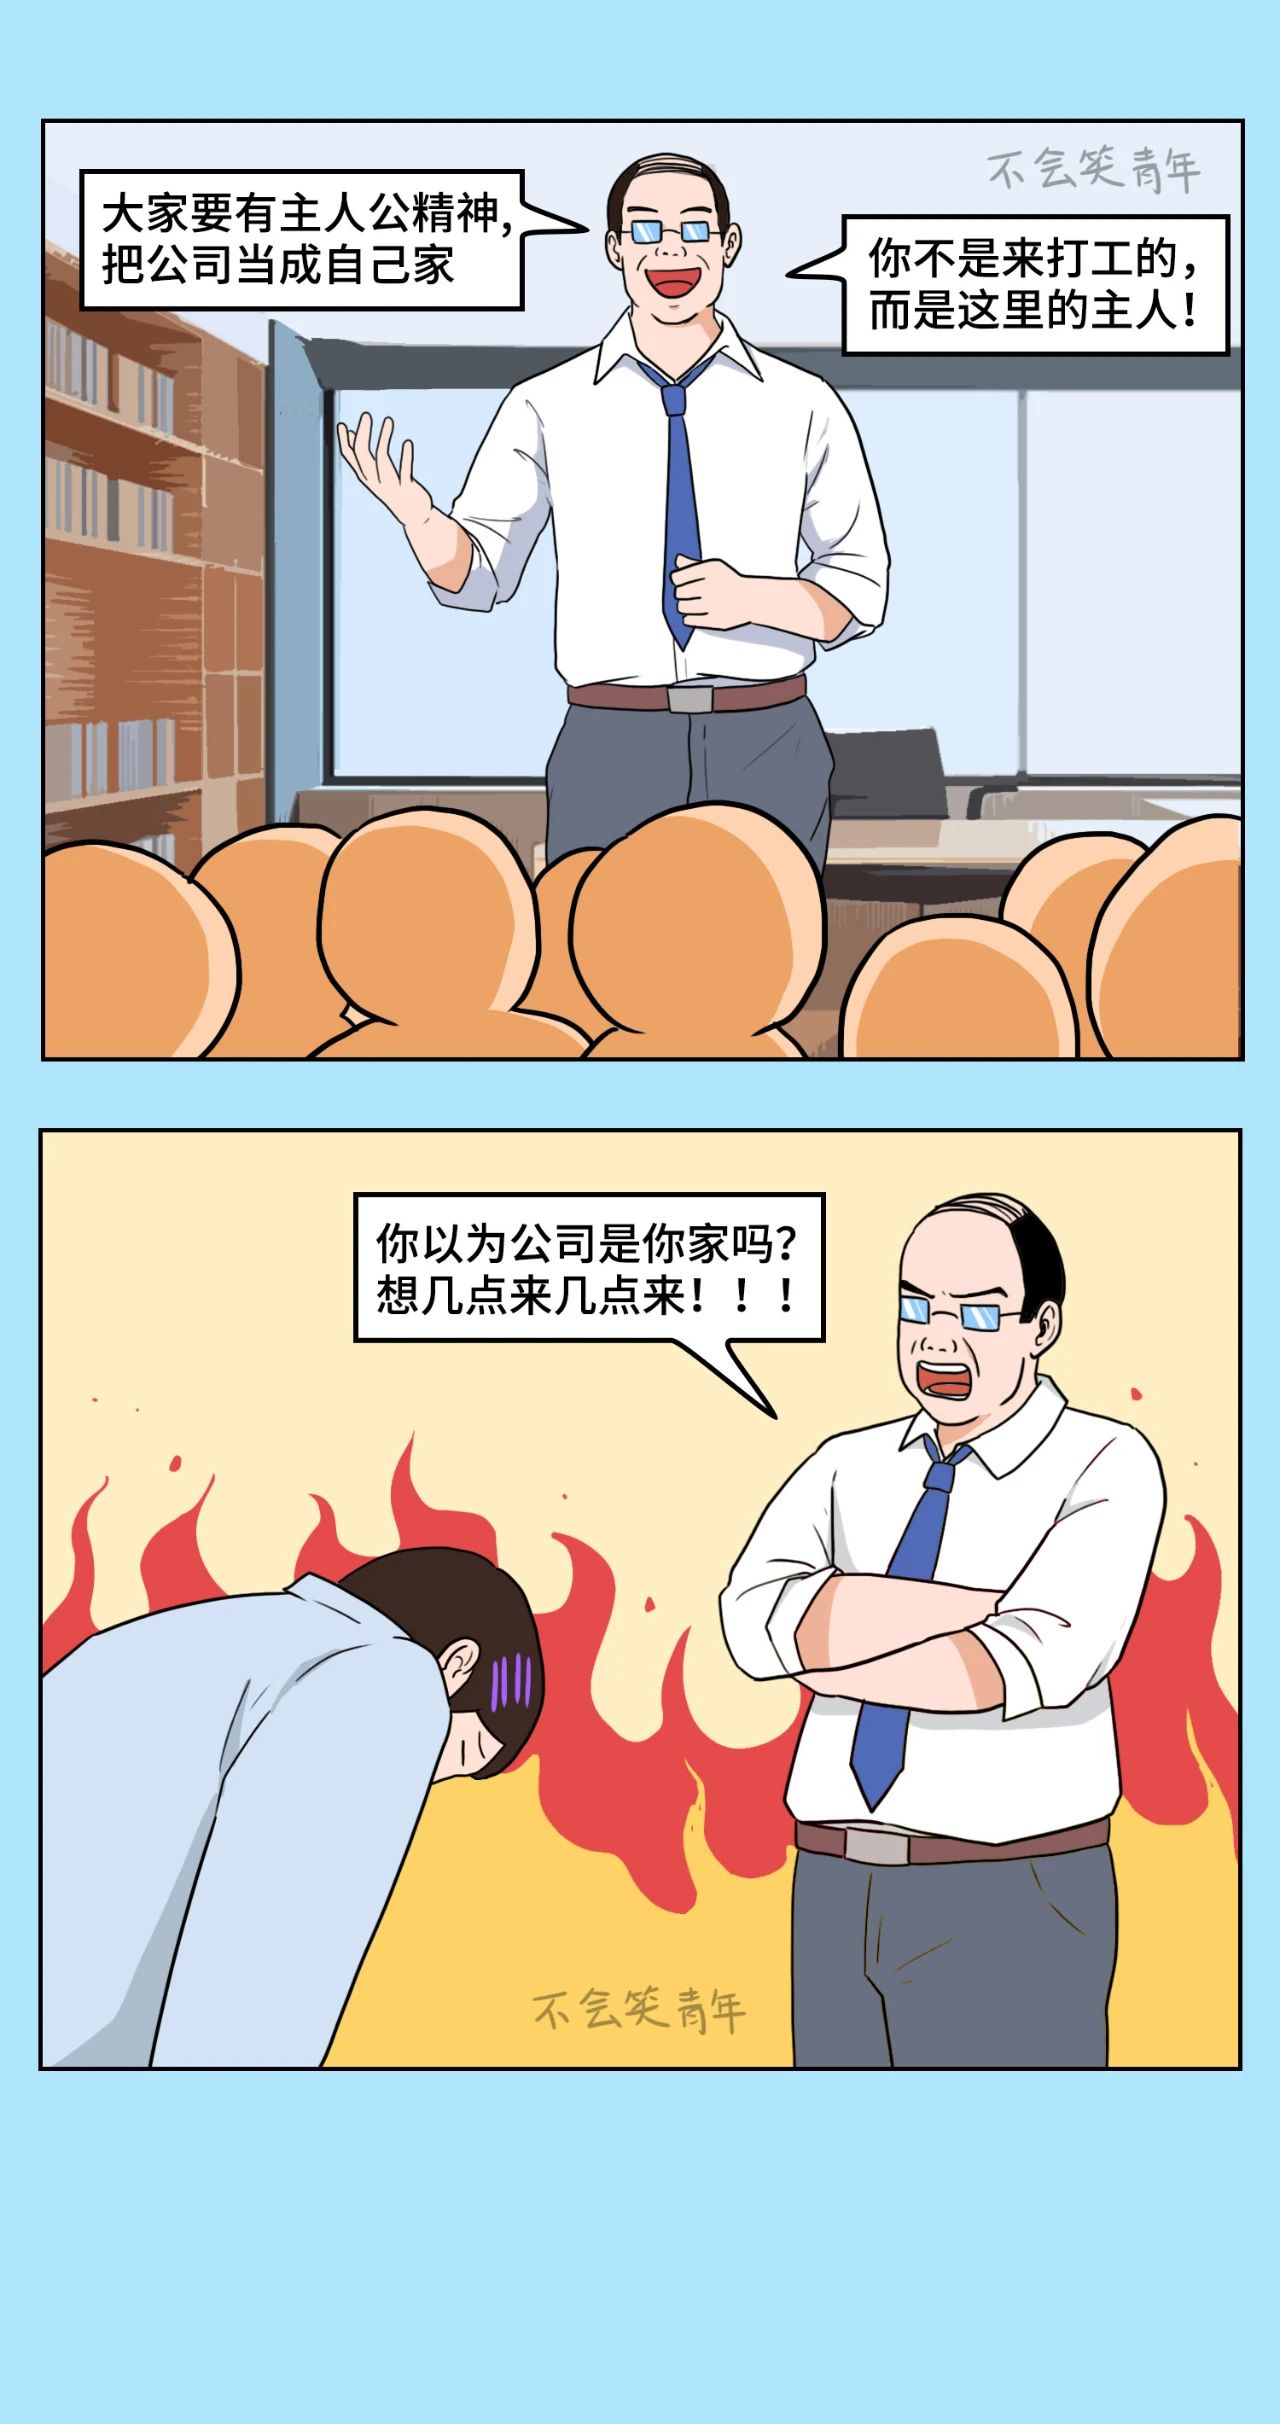 不会笑青年
大家要有主人公精神,
把公司当成自己家
你不是来打工的，
而是这里的主人！
你以为公司是你家吗？
想几点来几点来！！！
不会笑青年